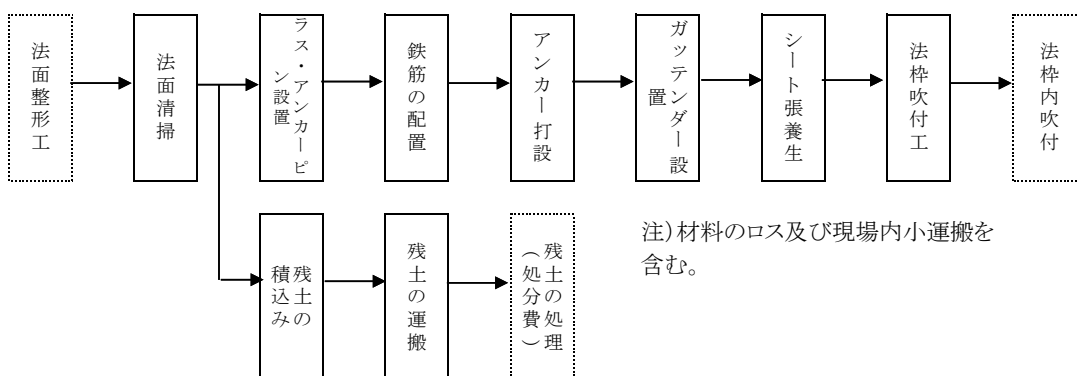 法面整形工
法面清掃
ラス・アンカーピ
ン設置
鉄筋の配置
アンカー打設
ガッテンダー設
置
シート張養生
法枠吹付工
法枠内吹付
残土の
積込み
残土の運搬
残土の処理
（処分費）
注)材料のロス及び現場内小運搬を
含む。